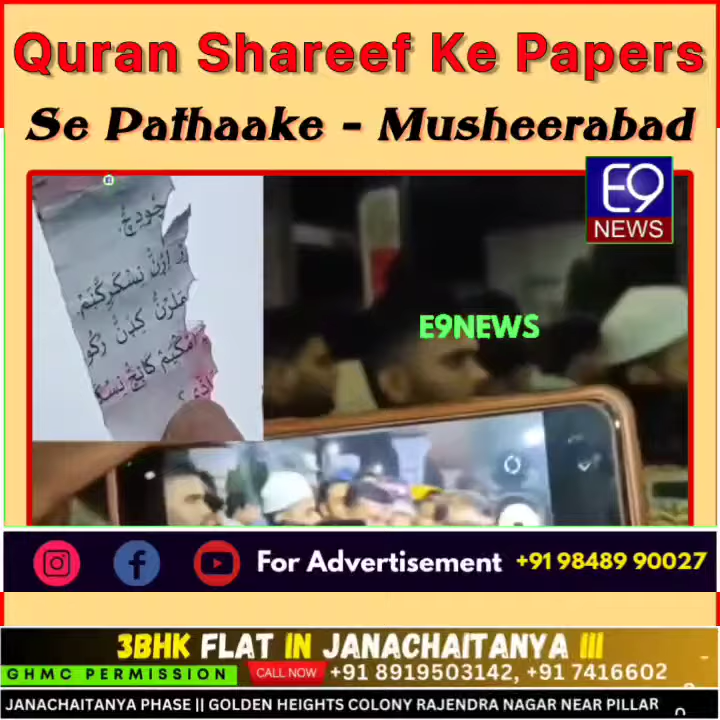 Quran Shareef Ke Papers
Se Pathaake - Musheerabad
E9
NEWS
E9NEWS
For Advertisement +91 98489 90027
3BHK FLAT IN JANACHAITANYA III
GHMC PERMISSION CALL NOW +91 8919503142, +91 7416602
JANACHAITANYA PHASE || GOLDEN HEIGHTS COLONY RAJENDRA NAGAR NEAR PILLAR